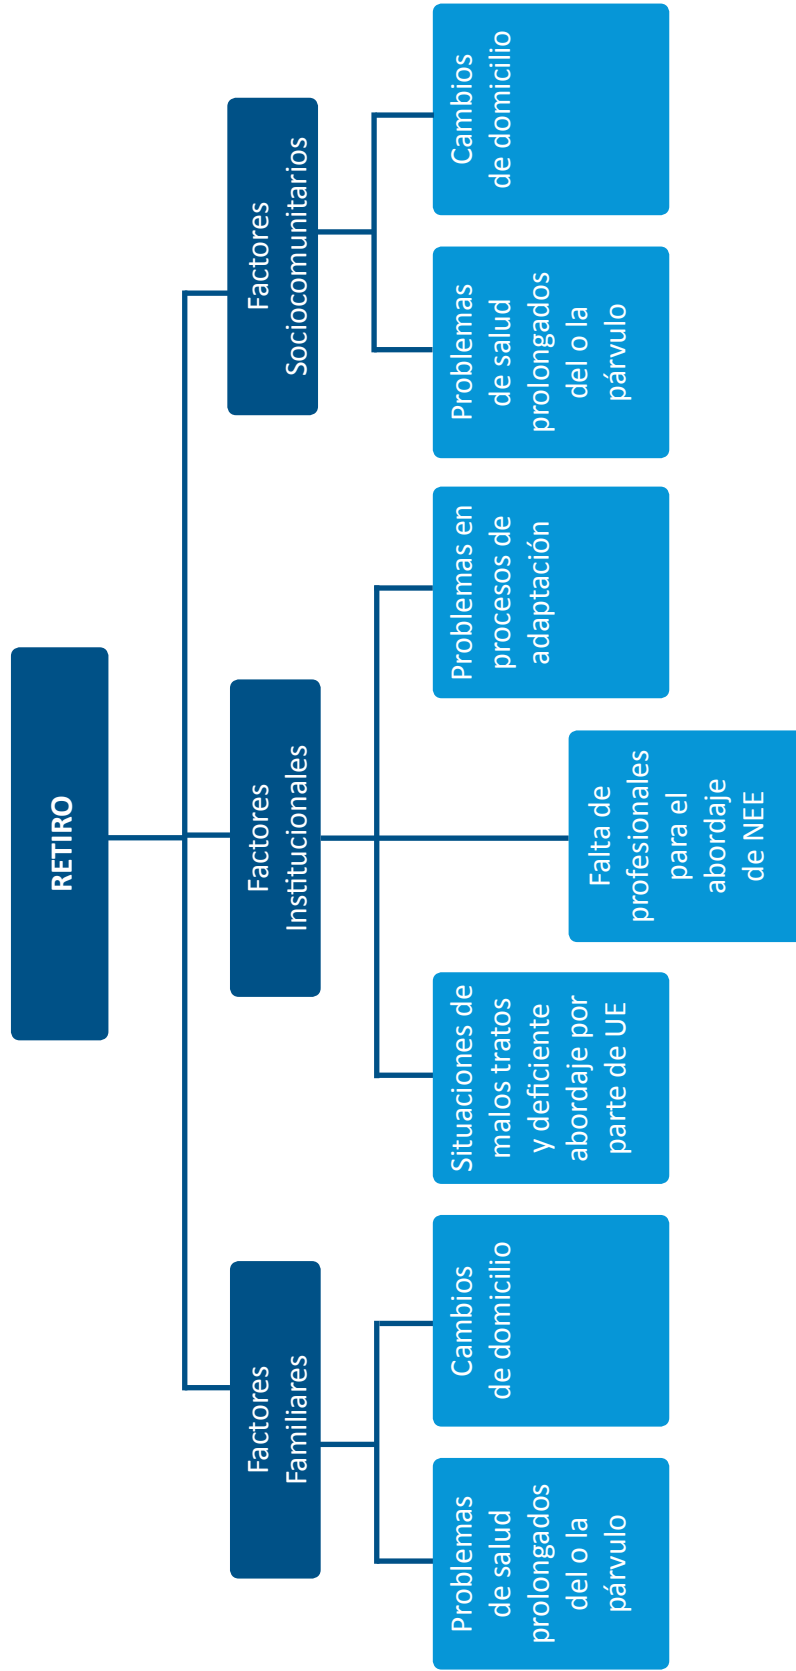 RETIRO
Factores
Familiares
Factores
Institucionales
Factores
Sociocomunitarios
Problemas
de salud
prolongados
del o la
párvulo
Cambios
de domicilio
Situaciones de
malos tratos
y deficiente
abordaje por
parte de UE
Falta de
profesionales
para el
abordaje
de NEE
Problemas en
procesos de
adaptación
Problemas
de salud
prolongados
del o la
párvulo
Cambios
de domicilio